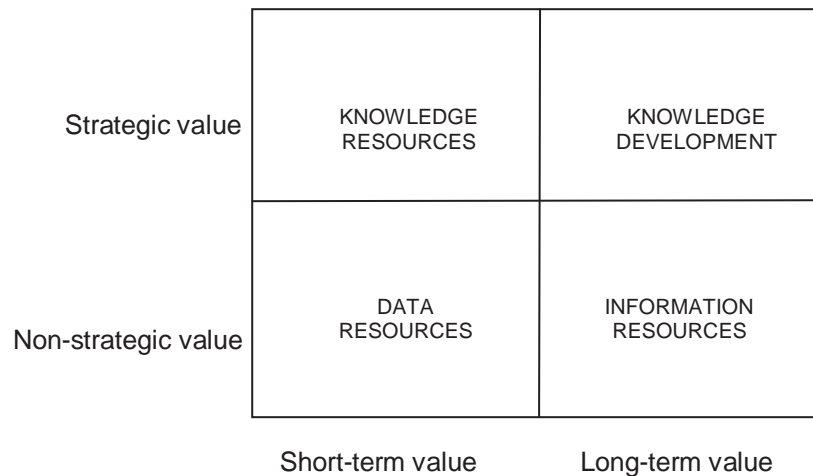 Strategic value
KNOWLEDGE
RESOURCES
KNOWLEDGE
DEVELOPMENT
Non-strategic value
DATA
RESOURCES
INFORMATION
RESOURCES
Short-term value
Long-term value